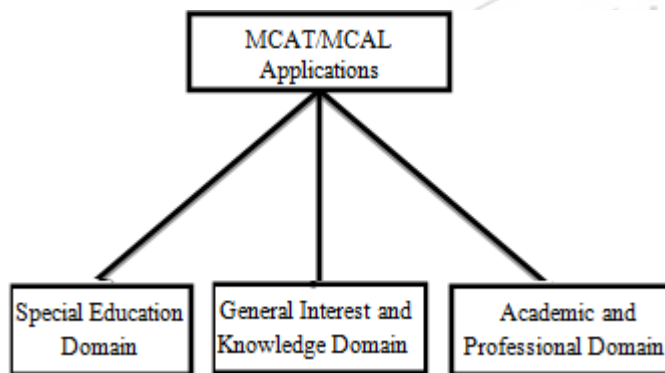 MCAT/MCAL
Applications
Special Education
Domain
General Interest and
Knowledge Domain
Academic and
Professional Domain